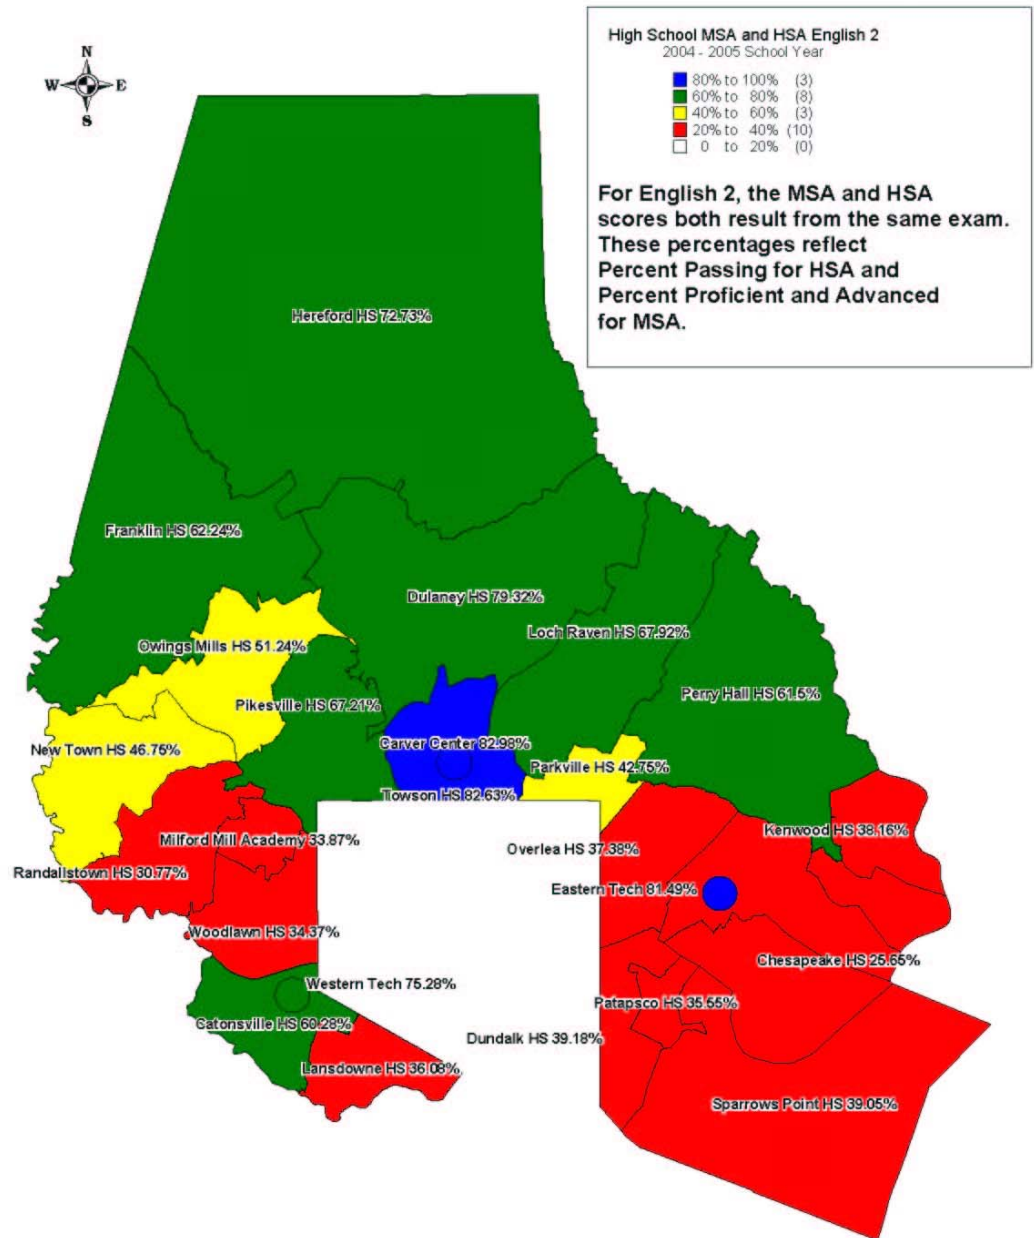 High School MSA and HSA English 2
2004 - 2005 School Year
80% to 100% (3)
60% to 80% (8)
40% to 60% (3)
20% to 40% (10)
0 to 20% (0)
For English 2, the MSA and HSA
scores both result from the same exam.
These percentages reflect
Percent Passing for HSA and
Percent Proficient and Advanced
for MSA.
N
W E
S
Hereford HS 72.73%
Franklin HS 62.24%
Dulaney HS 79.32%
Loch Raven HS 67.92%
Owings Mills HS 51.24%
Perry Hall HS 61.5%
Pikesville HS 67.21%
New Town HS 46.75%
Carver Center 82.98%
Parkville HS 42.75%
Towson HS 82.63%
Kenwood HS 38.16%
Milford Mill Academy 33.87%
Overlea HS 37.38%
Randallstown HS 30.77%
Eastern Tech 81.49%
Woodlawn HS 34.37%
Chesapeake HS 25.65%
Western Tech 75.28%
Patapsco HS 35.55%
Catonsville HS 60.28%
Dundalk HS 39.18%
Lansdowne HS 36.08%
Sparrows Point HS 39.05%